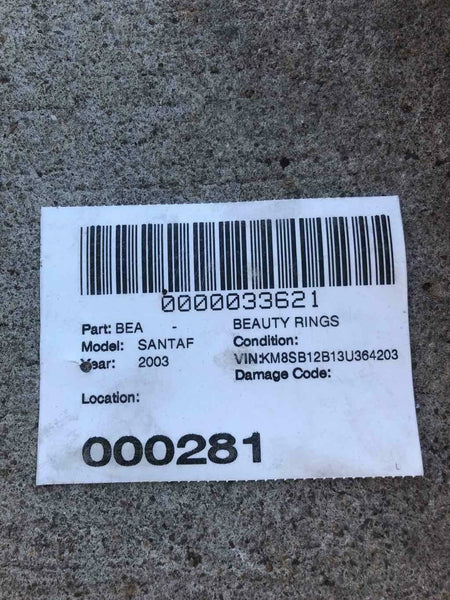 0000033621
Part: BEA - BEAUTY RINGS
Model: SANTAF Condition:
Year: 2003 VIN:KM8SB12B13U364203
Damage Code:
Location:
000281
L